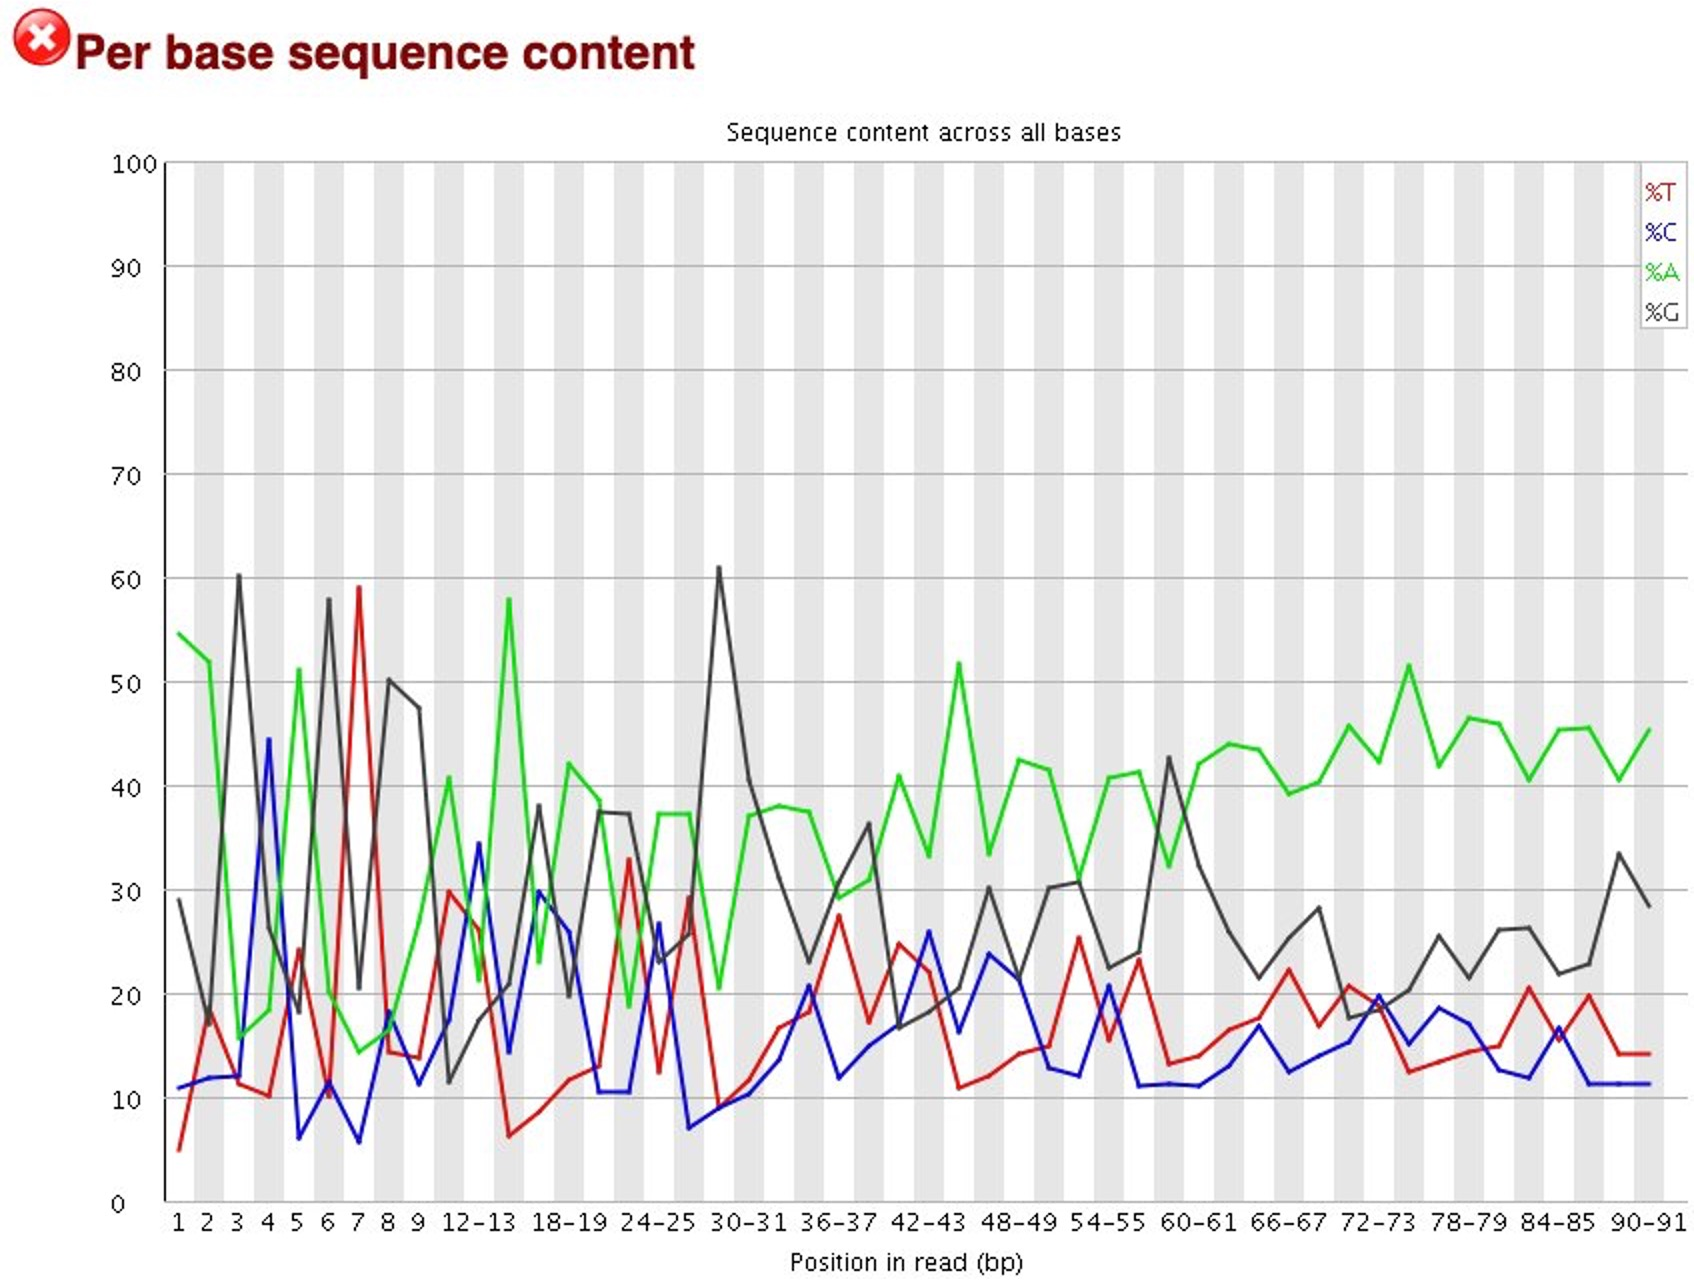 Per base sequence content
Sequence content across all bases
100
90
80
70
60
50
40
30
20
10
0
%T
%C
%A
%G
1 2 3 4 5 6 7 8 9 12-13 18-19 24-25 30-31 36-37 42-43 48-49 54-55 60-61 66-67 72-73 78-79 84-85 90-91
Position in read (bp)